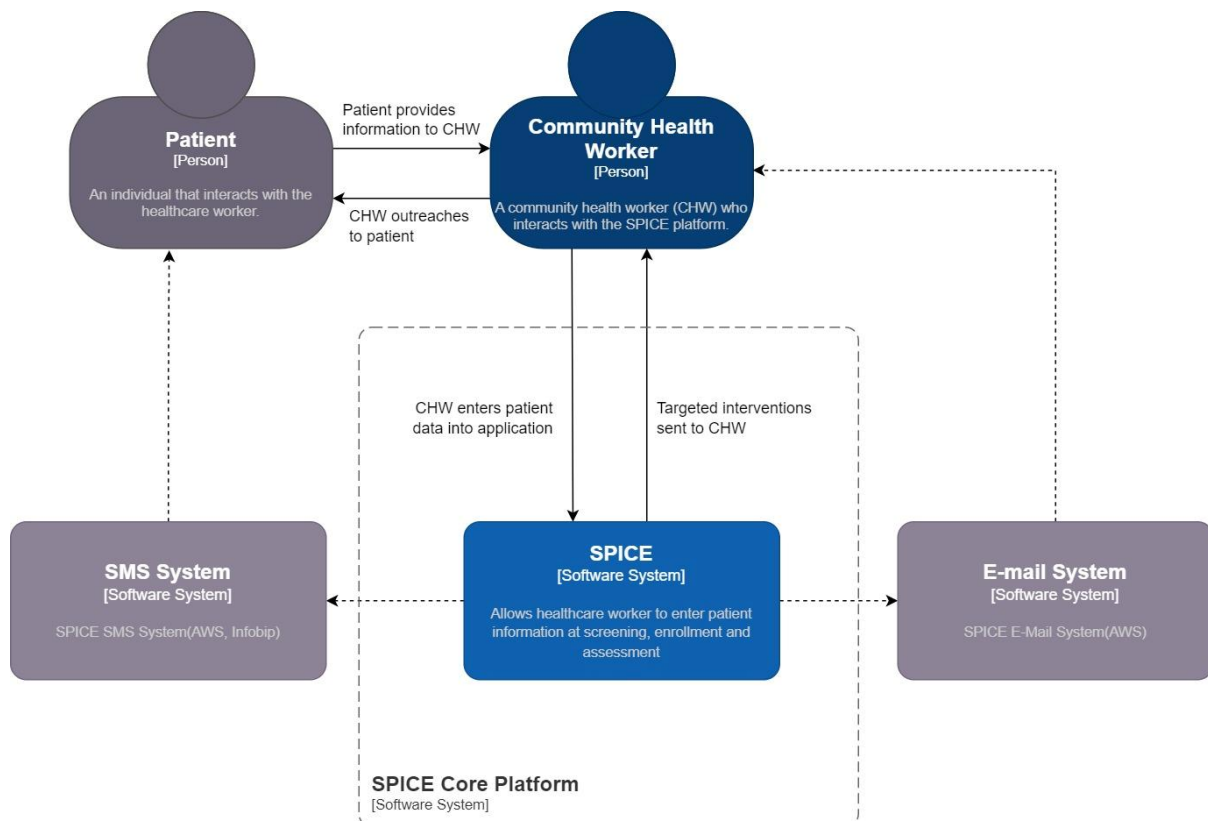 Patient
[Person]
An individual that interacts with the
healthcare worker.
Patient provides
information to CHW
CHW outreaches
to patient
Community Health
Worker
[Person]
A community health worker (CHW) who
interacts with the SPICE platform.
CHW enters patient
data into application
Targeted interventions
sent to CHW
SMS System
[Software System]
SPICE SMS System(AWS, Infobip)
SPICE
[Software System]
Allows healthcare worker to enter patient
information at screening, enrollment and
assessment
E-mail System
[Software System]
SPICE E-Mail System(AWS)
SPICE Core Platform
[Software System]